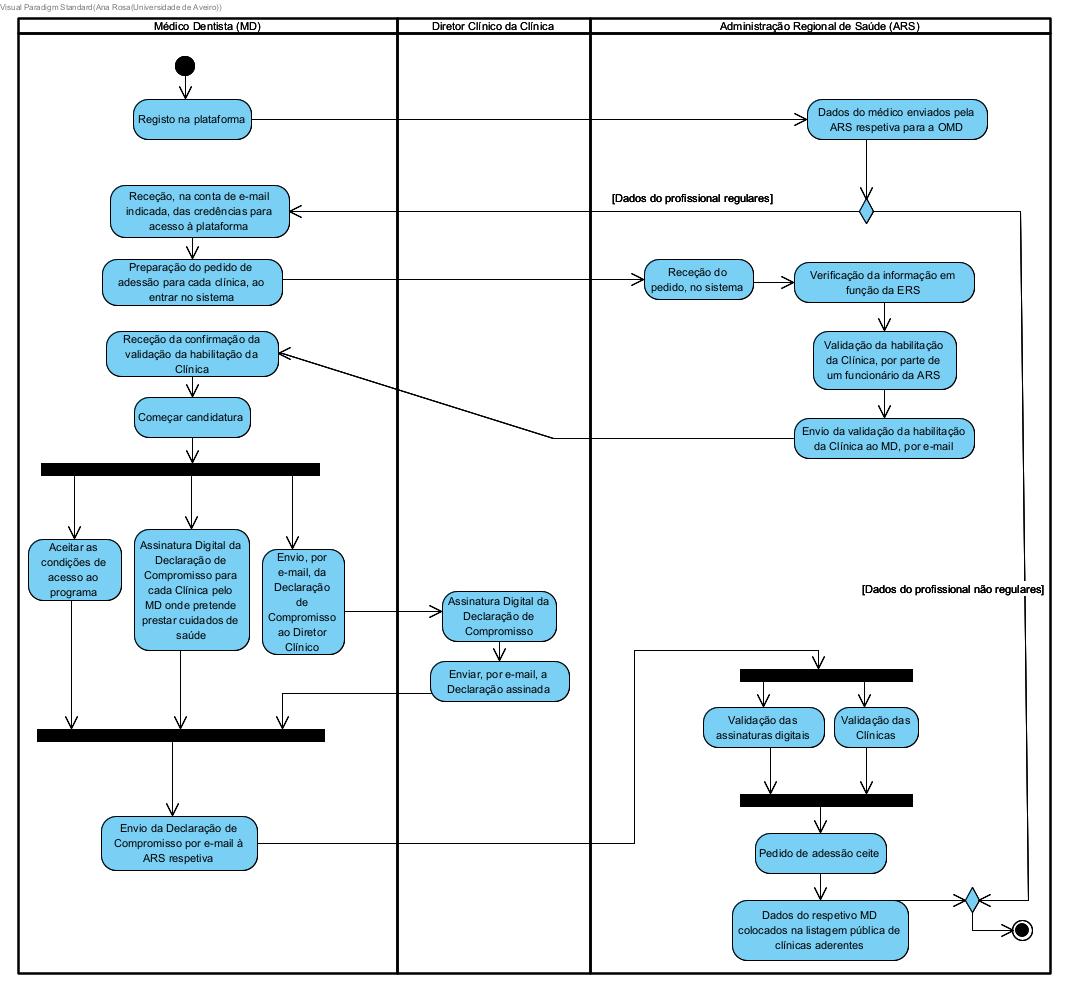 Visual Paradigm Standard(Ana Rosa(Universidade de Aveiro))
Médico Dentista (MD)
Diretor Clínico da Clínica
Administração Regional de Saúde (ARS)
Registo na plataforma
Dados do médico enviados pela
ARS respetiva para a OMD
[Dados do profissional regulares]
Receção, na conta de e-mail
indicada, das credências para
acesso à plataforma
Preparação do pedido de
adessão para cada clínica, ao
entrar no sistema
Receção do
pedido, no sistema
Verificação da informação em
função da ERS
Receção da confirmação da
validação da habilitação da
Clínica
Validação da habilitação
da Clínica, por parte de
um funcionário da ARS
Começar candidatura
Envio da validação da habilitação
da Clínica ao MD, por e-mail
Aceitar as
condições de
acesso ao
programa
Assinatura Digital da
Declaração de
Compromisso para
cada Clínica pelo
MD onde pretende
prestar cuidados de
saúde
Envio, por
e-mail, da
Declaração
de
Compromisso
ao Diretor
Clínico
Assinatura Digital da
Declaração de
Compromisso
[Dados do profissional não regulares]
Enviar, por e-mail, a
Declaração assinada
Validação das
assinaturas digitais
Validação das
Clínicas
Envio da Declaração de
Compromisso por e-mail à
ARS respetiva
Pedido de adessão ceite
Dados do respetivo MD
colocados na listagem pública de
clínicas aderentes